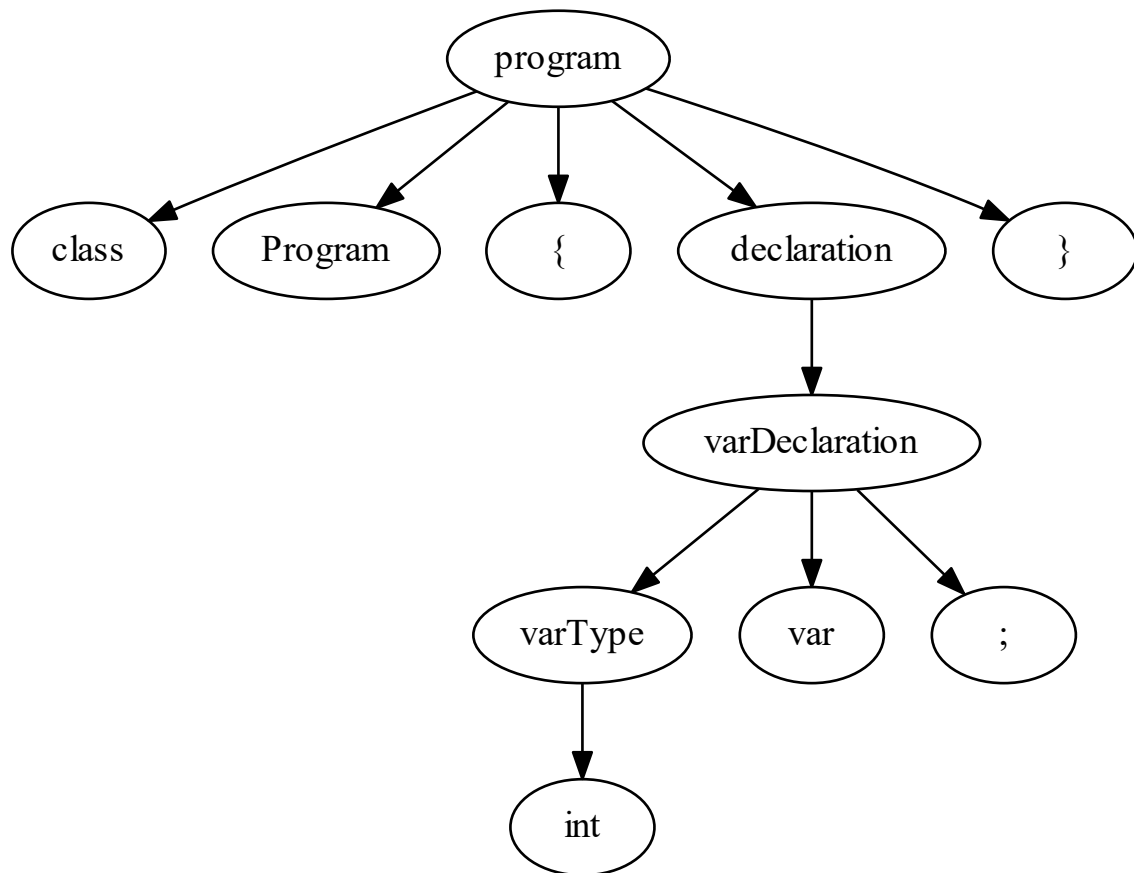 program
class Program { declaration }
varDeclaration
varType var ;
int